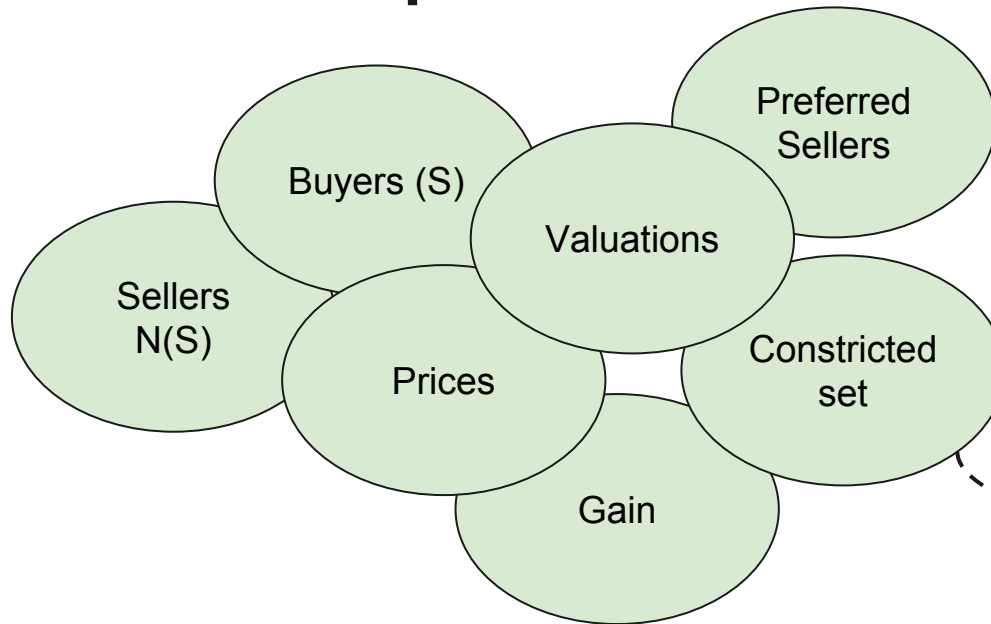 Preferred
Sellers
Buyers (S)
Valuations
Sellers
N(S)
Constricted
set
Prices
Gain